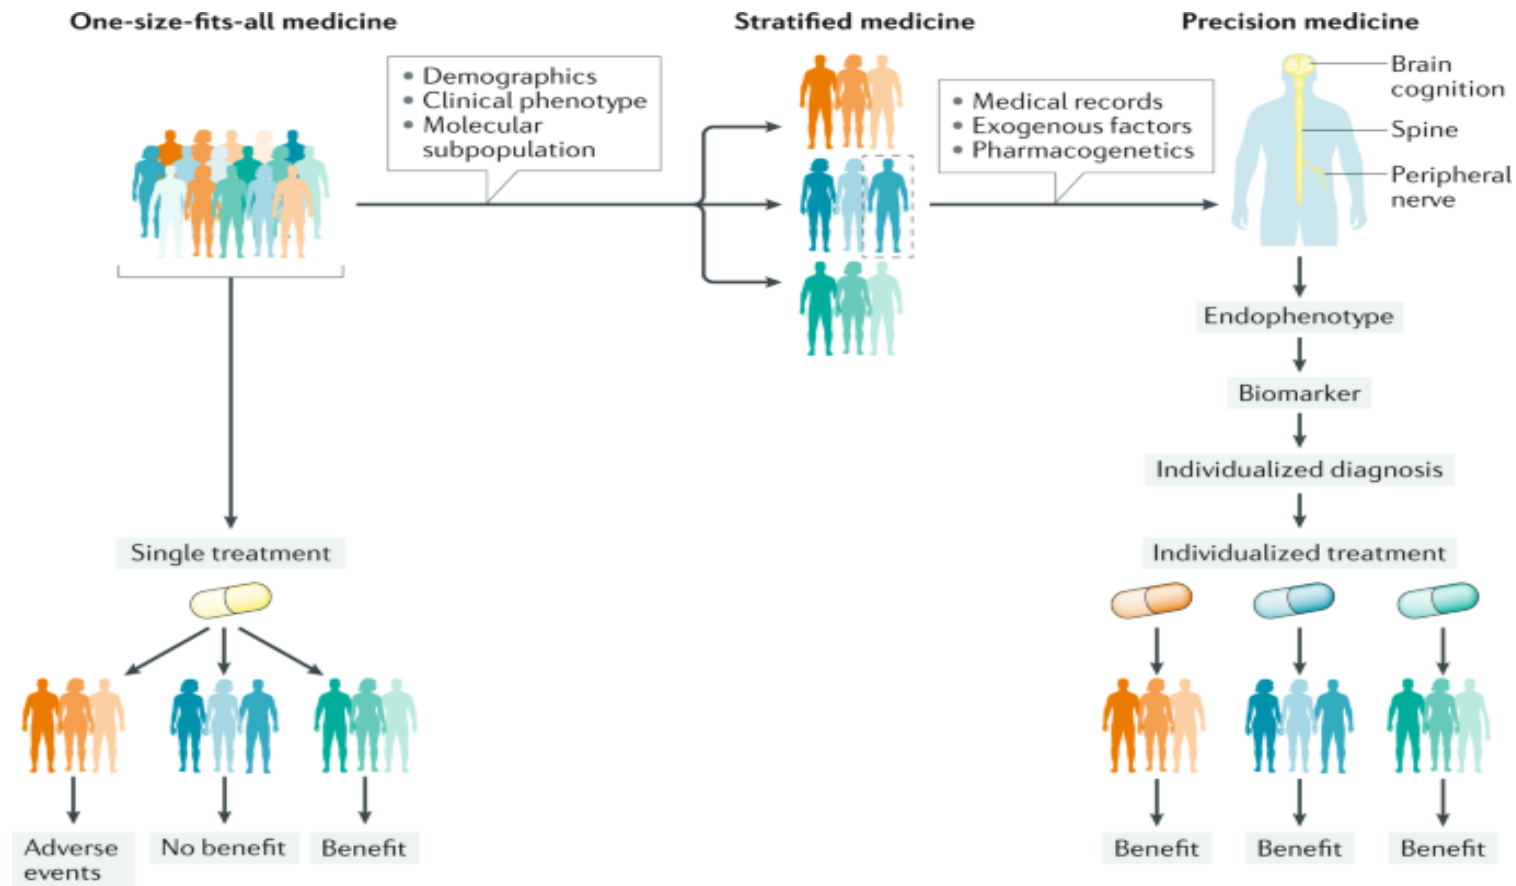 One-size-fits-all medicine
Stratified medicine
Precision medicine
• Demographics
• Clinical phenotype
• Molecular
subpopulation
• Medical records
• Exogenous factors
• Pharmacogenetics
Brain
cognition
Spine
Peripheral
nerve
Endophenotype
Biomarker
Individualized diagnosis
Single treatment
Individualized treatment
Adverse
events
No benefit
Benefit
Benefit
Benefit
Benefit